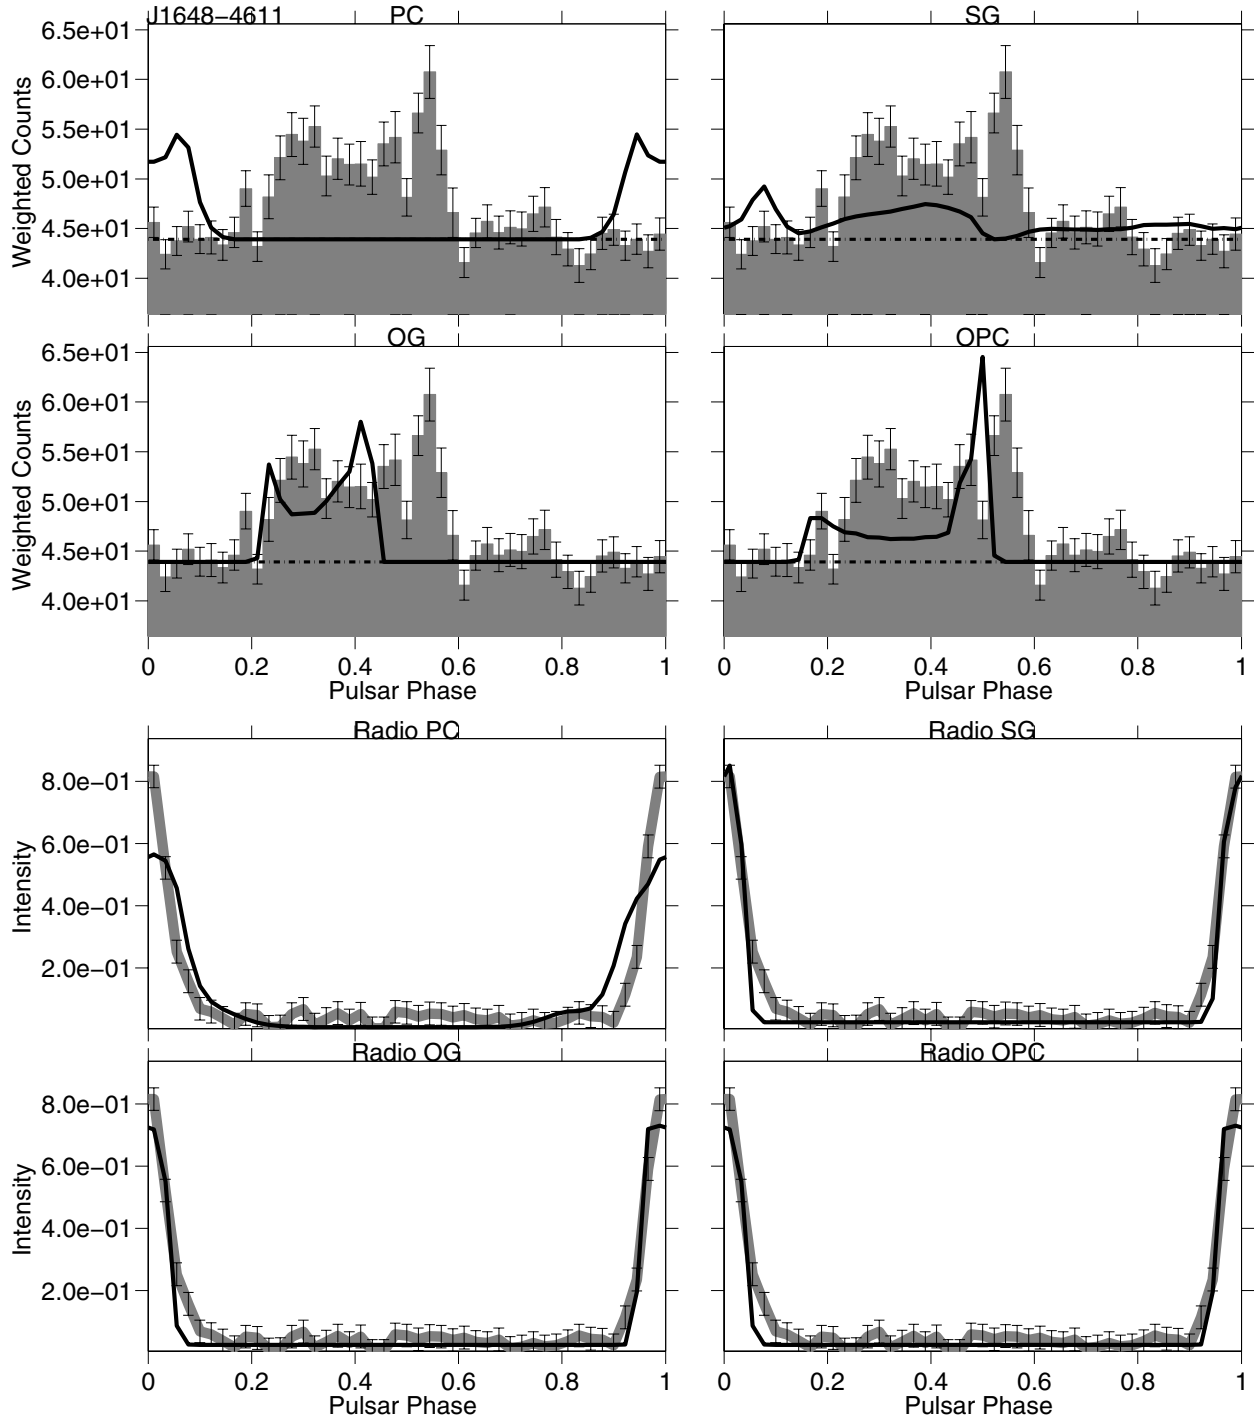 J1648−4611 PC SG
6.5e+01
6.0e+01
5.5e+01
5.0e+01
4.5e+01
4.0e+01
Weighted Counts
OG OPC
6.5e+01
6.0e+01
5.5e+01
5.0e+01
4.5e+01
4.0e+01
Weighted Counts
0 0.2 0.4 0.6 0.8 1 0 0.2 0.4 0.6 0.8 1
Pulsar Phase Pulsar Phase
Radio PC Radio SG
8.0e−01
6.0e−01
4.0e−01
2.0e−01
Intensity
Radio OG Radio OPC
8.0e−01
6.0e−01
4.0e−01
2.0e−01
Intensity
0 0.2 0.4 0.6 0.8 1 0 0.2 0.4 0.6 0.8 1
Pulsar Phase Pulsar Phase